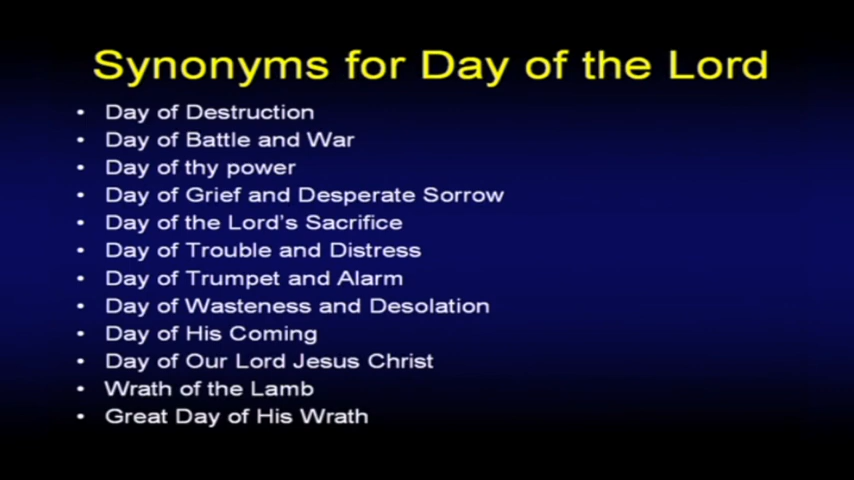 Synonyms for Day of the Lord
• Day of Destruction
• Day of Battle and War
• Day of thy power
• Day of Grief and Desperate Sorrow
• Day of the Lord's Sacrifice
• Day of Trouble and Distress
• Day of Trumpet and Alarm
• Day of Wasteness and Desolation
• Day of His Coming
• Day of Our Lord Jesus Christ
• Wrath of the Lamb
• Great Day of His Wrath